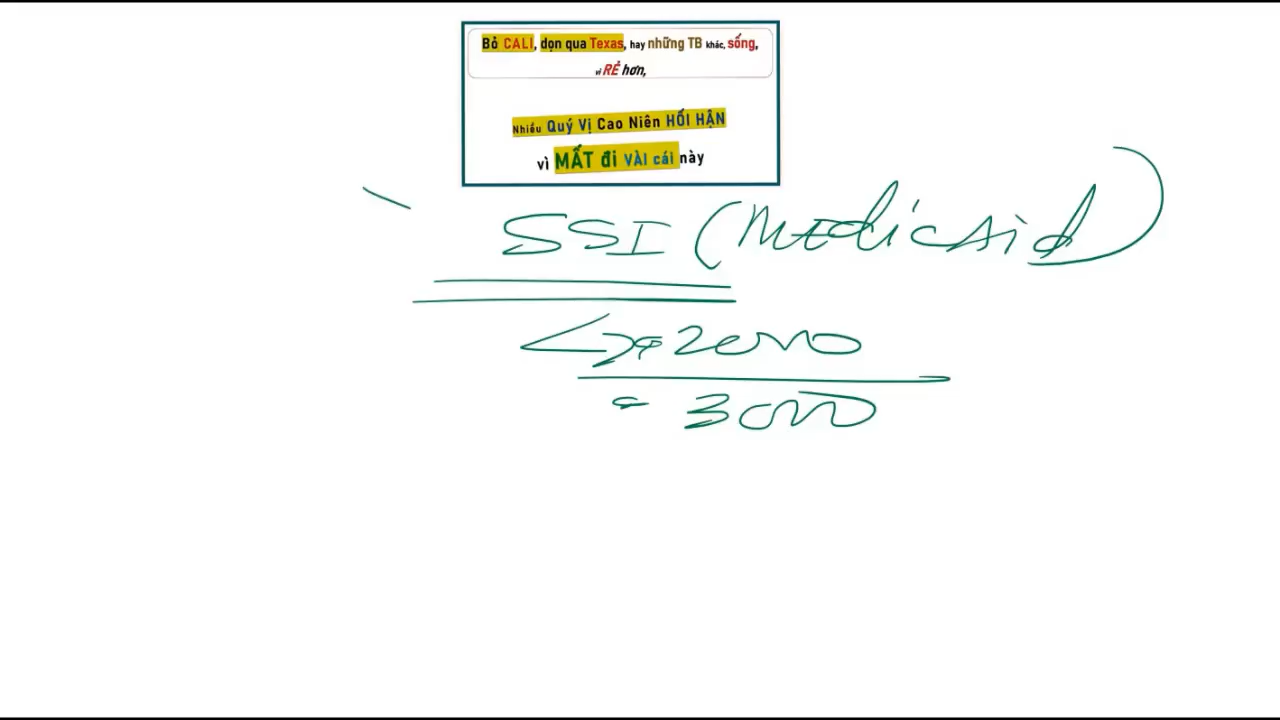 Bỏ CALI, dọn qua Texas, hay những TB khác, sống,
vì RẺ hơn,
Nhiều Quý Vị Cao Niên HỐI HẬN
vì MẤT đi VÀI cái này
SSI (MEdicAid)
3000